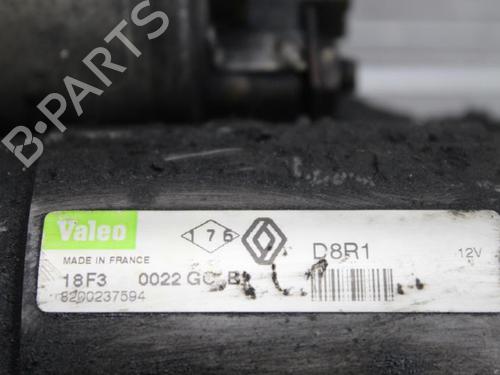 B-PARTS
Valeo
176
D8R1
12V
MADE IN FRANCE
18F3 0022 GC B
8200237594